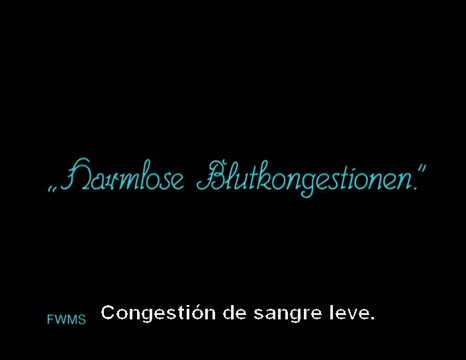 „Harmlose Blutkongestionen."
Congestión de sangre leve.
FWMS